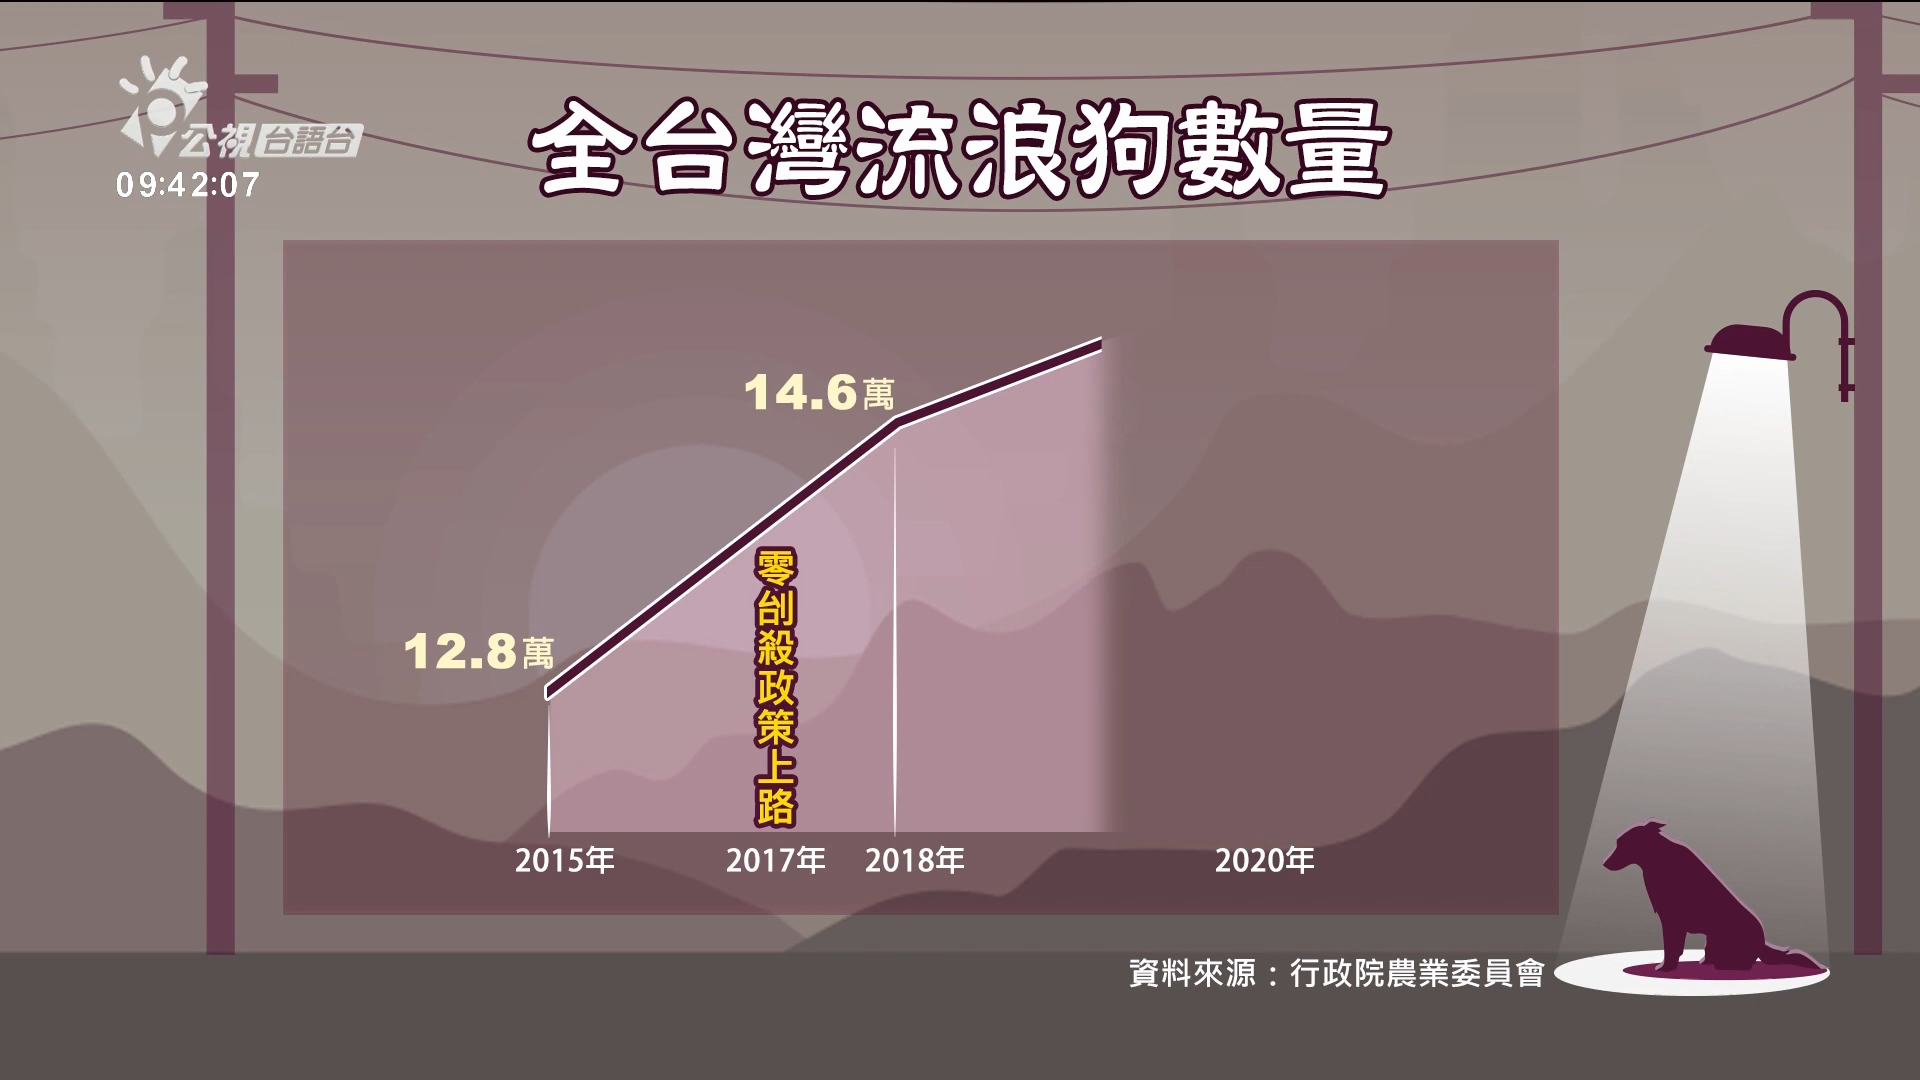 公視台語台
09:42:07
全台灣流浪狗數量
14.6萬
12.8萬
零刣殺政策上路
2015年
2017年
2018年
2020年
資料來源：行政院農業委員會